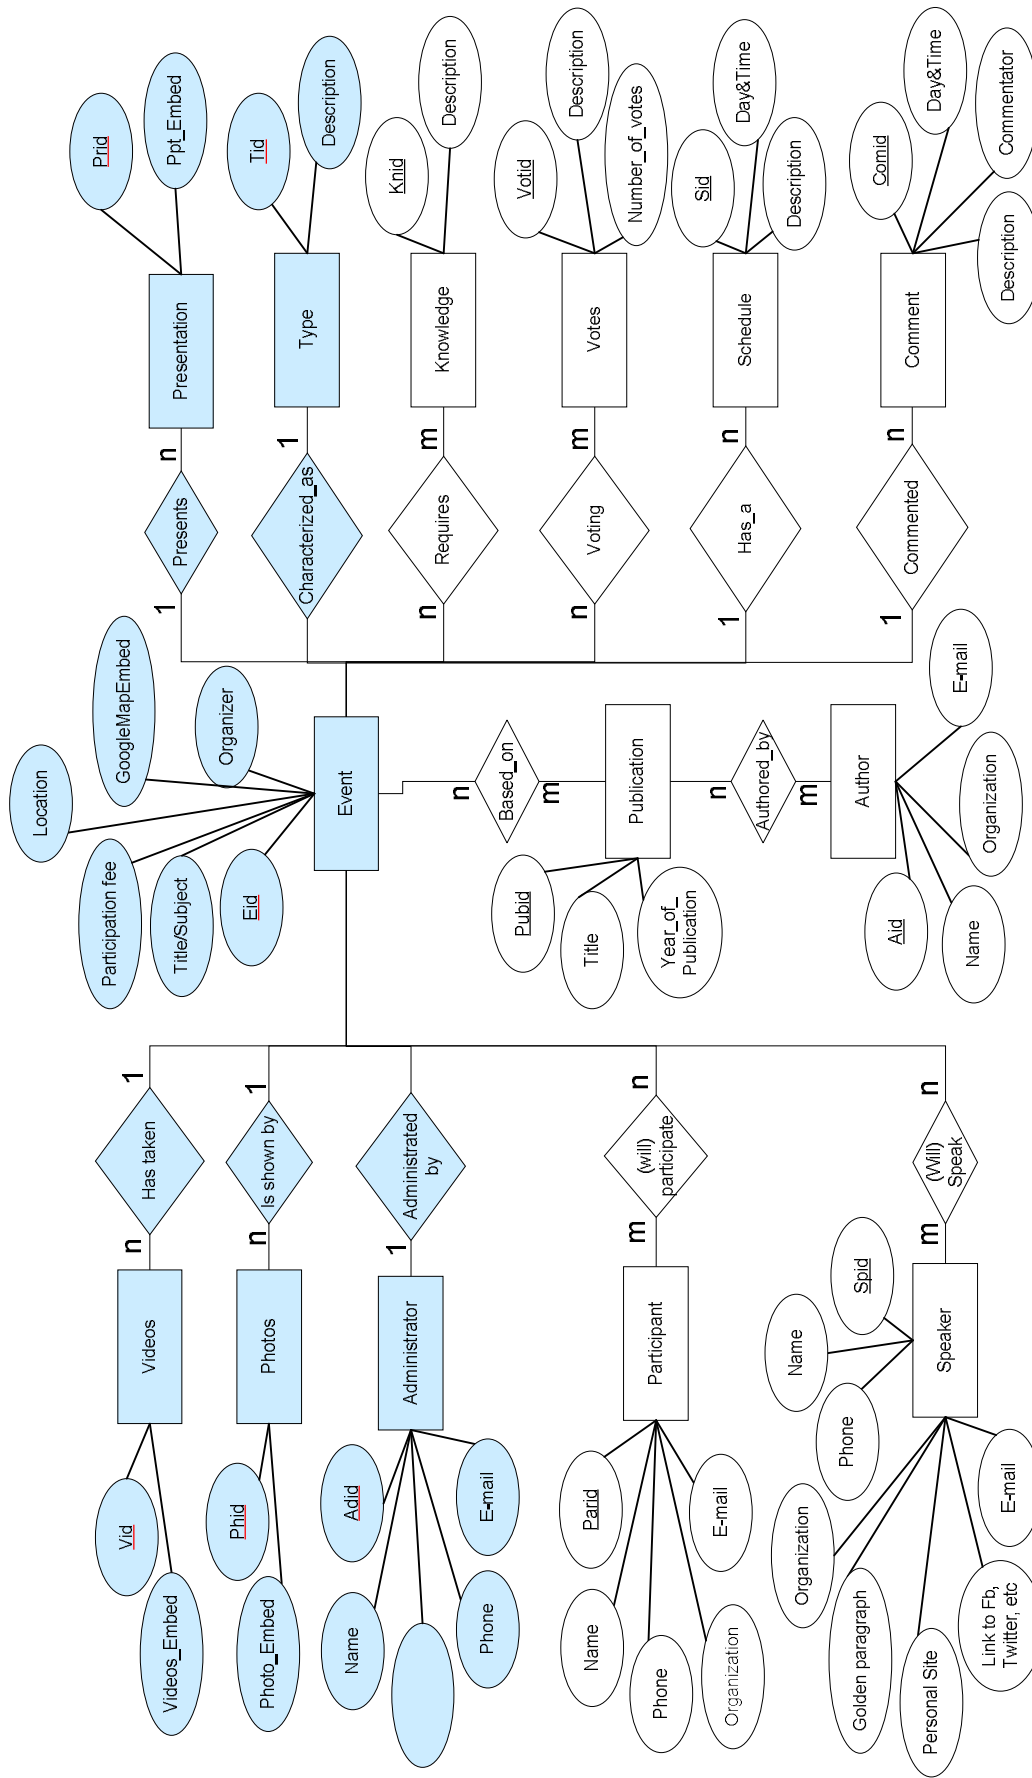 Vid
Videos_Embed
Videos
n
Has taken
1
Phid
Photo_Embed
Photos
n
Is shown by
1
Adid
Name
Phone
E-mail
Administrator
1
Administrated
by
Parid
Name
Phone
Organization
E-mail
Participant
m
(will)
participate
n
Spid
Name
Phone
Organization
Golden paragraph
Personal Site
Link to Fb,
Twitter, etc
E-mail
Speaker
m
(Will)
Speak
n
Location
GoogleMapEmbed
Participation fee
Title/Subject
Organizer
Eid
Event
n
Based_on
m
Pubid
Title
Year_of_
Publication
Publication
n
Authored_by
m
Author
Aid
Name
Organization
E-mail
1
Presents
n
Presentation
Prid
Ppt_Embed
Characterized_as
1
Type
Tid
Description
n
Requires
m
Knowledge
Knid
Description
n
Voting
m
Votes
Votid
Description
Number_of_votes
1
Has_a
n
Schedule
Sid
Day&Time
Description
1
Commented
n
Comment
Comid
Day&Time
Commentator
Description